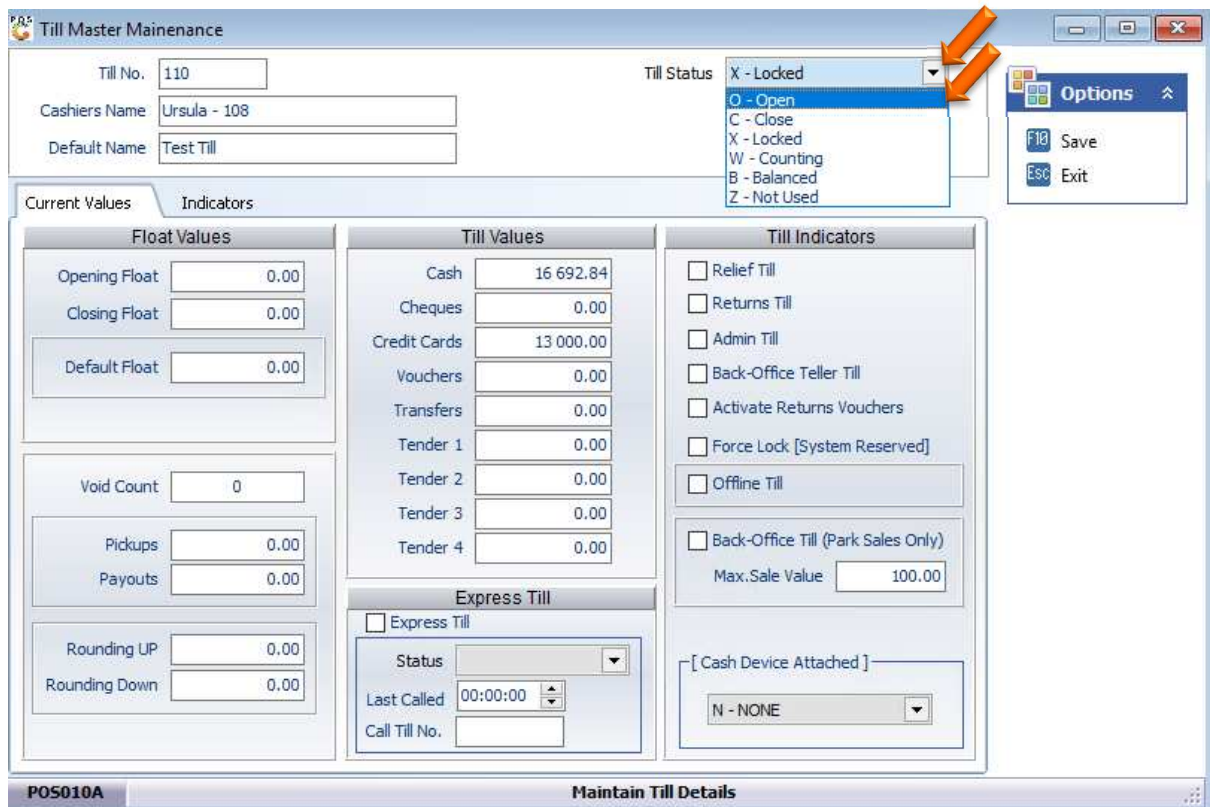 P.O.S
Till Master Mainenance
Till No. 110
Till Status X - Locked
Cashiers Name Ursula - 108
Default Name Test Till
O - Open
C - Close
X - Locked
W - Counting
B - Balanced
Z - Not Used
Options
F10 Save
Esc Exit
Current Values Indicators
Float Values
Opening Float 0.00
Closing Float 0.00
Default Float 0.00
Void Count 0
Pickups 0.00
Payouts 0.00
Rounding UP 0.00
Rounding Down 0.00
Till Values
Cash 16 692.84
Cheques 0.00
Credit Cards 13 000.00
Vouchers 0.00
Transfers 0.00
Tender 1 0.00
Tender 2 0.00
Tender 3 0.00
Tender 4 0.00
Express Till
Express Till
Status
Last Called 00:00:00
Call Till No.
Till Indicators
Relief Till
Returns Till
Admin Till
Back-Office Teller Till
Activate Returns Vouchers
Force Lock [System Reserved]
Offline Till
Back-Office Till (Park Sales Only)
Max.Sale Value 100.00
[ Cash Device Attached ]
N - NONE
POS010A Maintain Till Details